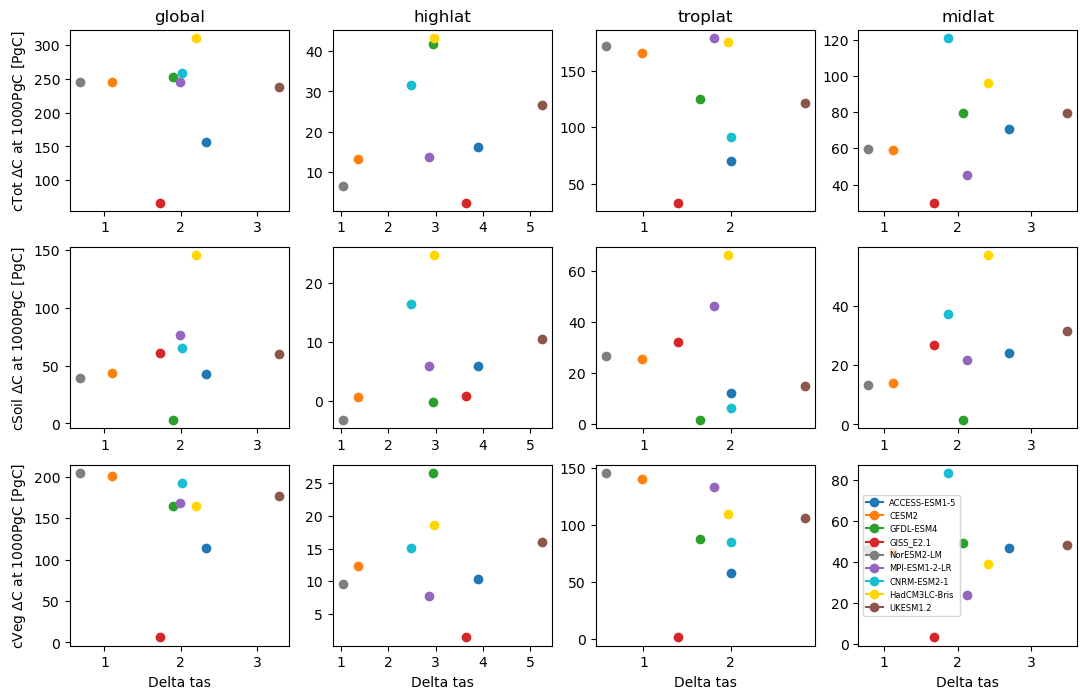 global highlat troplat midlat
cTot ΔC at 1000PgC [PgC]
300
250
200
150
100
1 2 3
40
30
20
10
1 2 3 4 5
150
100
50
1 2
120
100
80
60
40
1 2 3
cSoil ΔC at 1000PgC [PgC]
150
100
50
0
1 2 3
20
10
0
1 2 3 4 5
60
40
20
0
1 2
40
20
0
1 2 3
cVeg ΔC at 1000PgC [PgC]
200
150
100
50
0
1 2 3
Delta tas
25
20
15
10
5
1 2 3 4 5
Delta tas
150
100
50
0
1 2
Delta tas
80
60
40
20
0
ACCESS-ESM1-5
CESM2
GFDL-ESM4
GISS_E2.1
NorESM2-LM
MPI-ESM1-2-LR
CNRM-ESM2-1
HadCM3LC-Bris
UKESM1.2
1 2 3
Delta tas